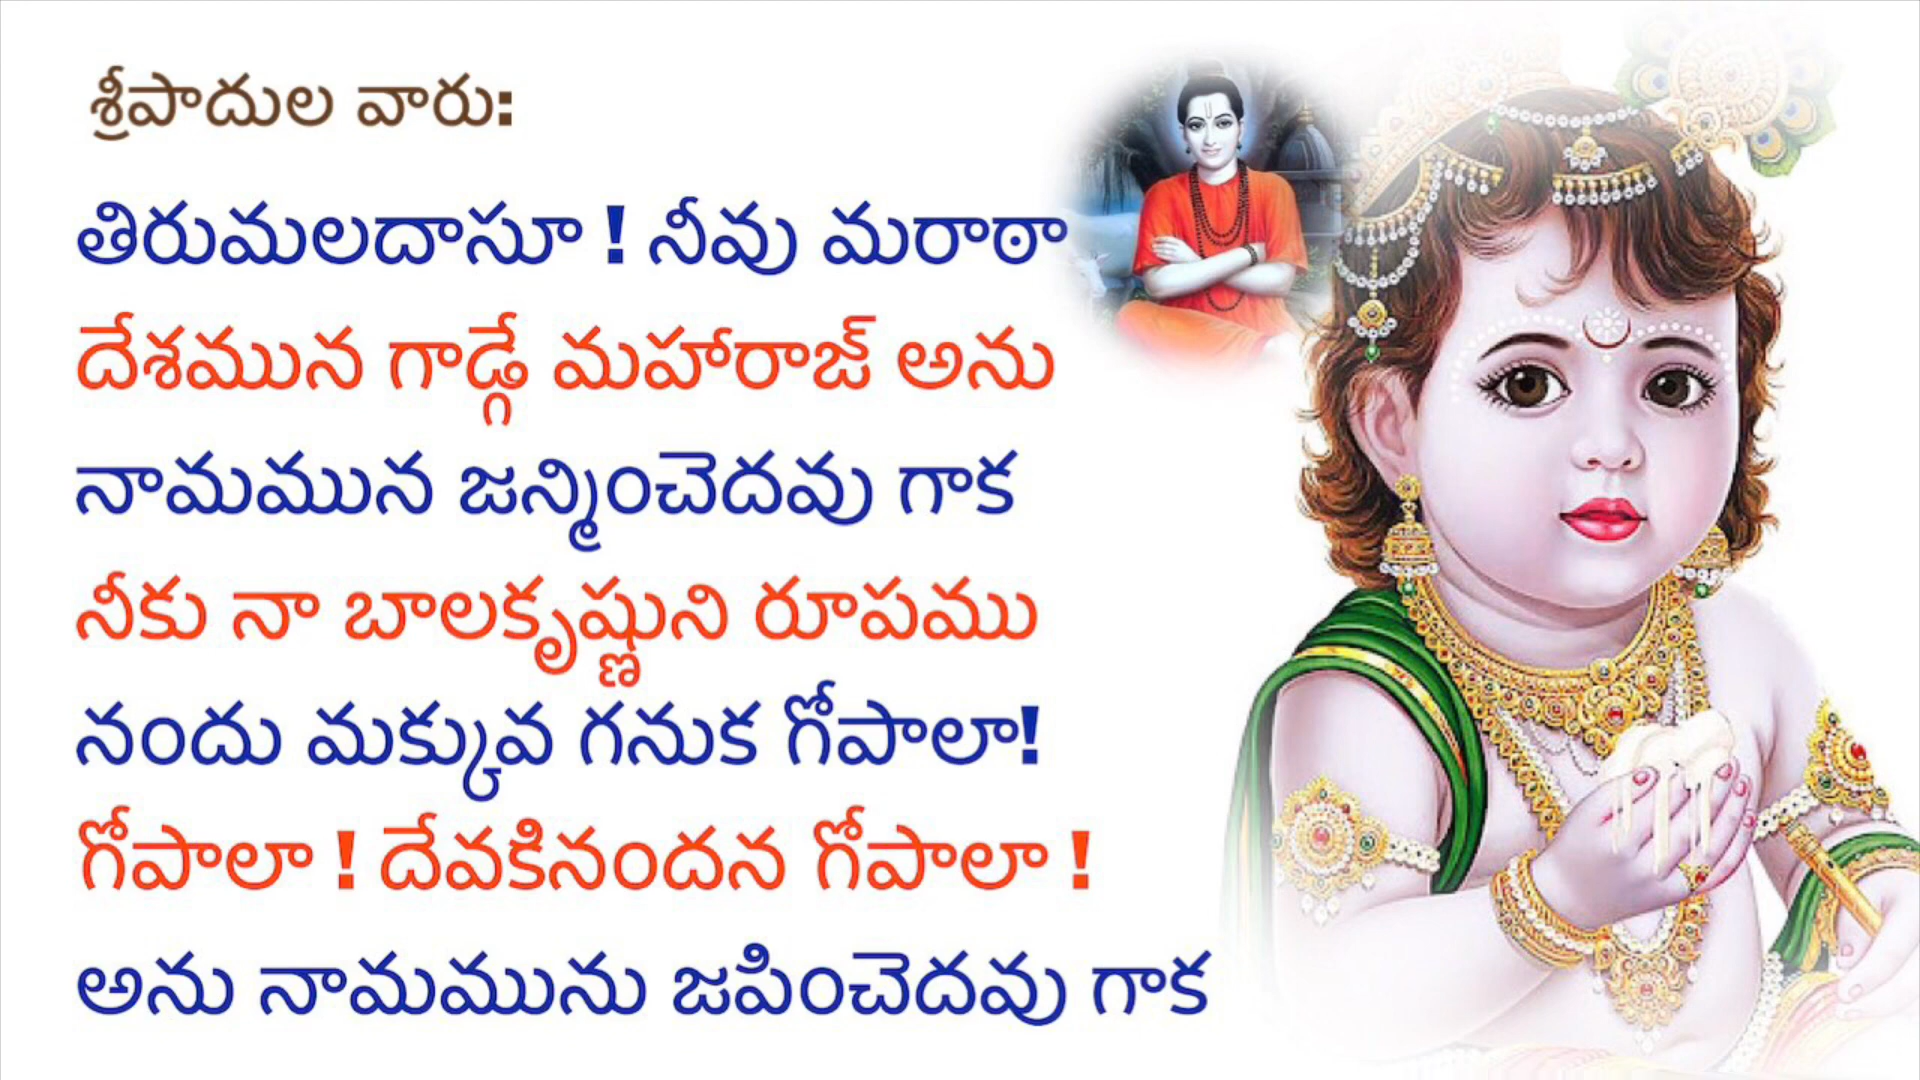 శ్రీపాదుల వారు:
తిరుమలదాసూ ! నీవు మరాఠా
దేశమున గాడ్గే మహారాజ్ అను
నామమున జన్మించెదవు గాక
నీకు నా బాలకృష్ణుని రూపము
నందు మక్కువ గనుక గోపాలా!
గోపాలా ! దేవకినందన గోపాలా !
అను నామమును జపించెదవు గాక